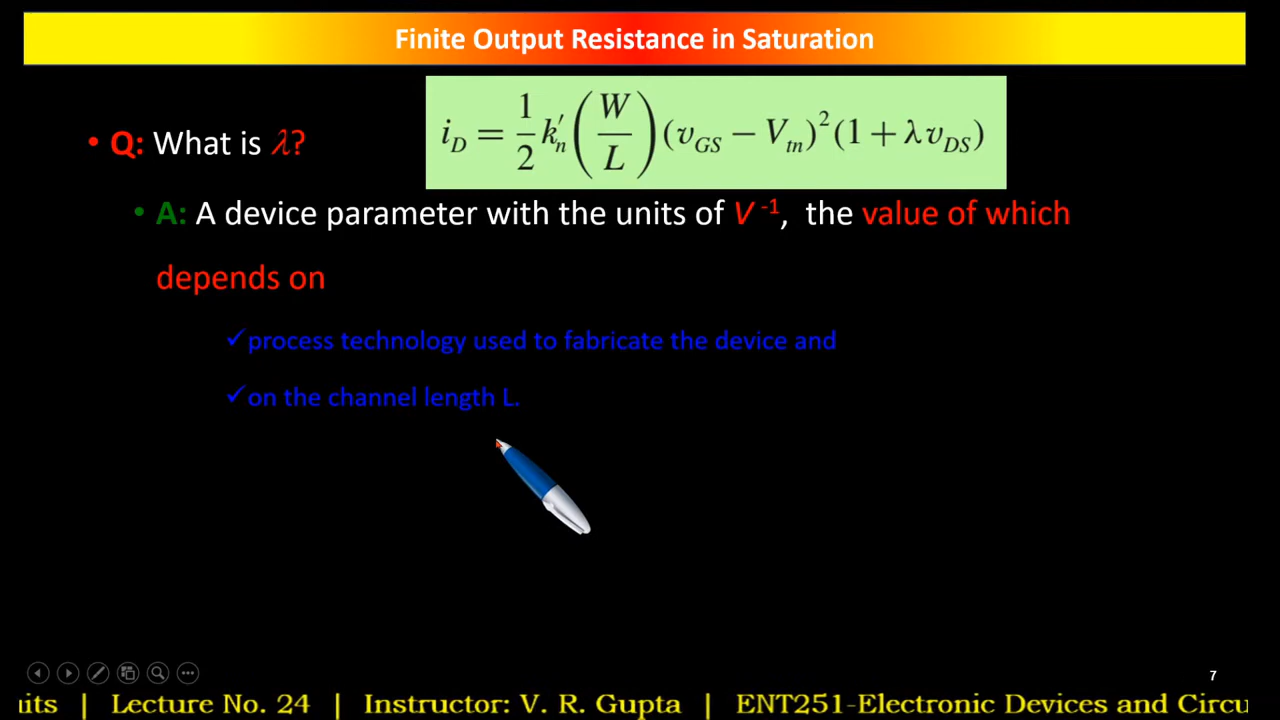 Finite Output Resistance in Saturation
• Q: What is λ?
i_D = 1/2 k'_n (W/L) (v_GS − V_tn)^2 (1 + λv_DS)
• A: A device parameter with the units of V ^-1, the value of which
depends on
✓process technology used to fabricate the device and
✓on the channel length L.
7
uits | Lecture No. 24 | Instructor: V. R. Gupta | ENT251-Electronic Devices and Circu